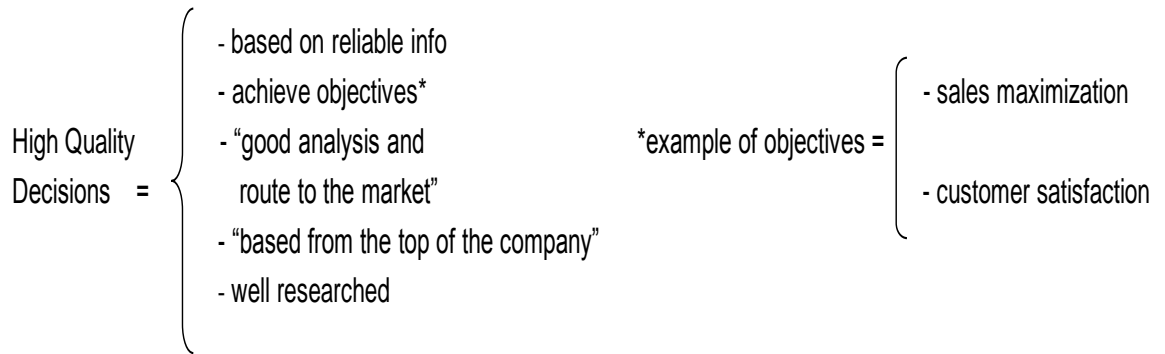 - based on reliable info
- achieve objectives*
High Quality
Decisions =
- “good analysis and
route to the market”
- “based from the top of the company”
- well researched
*example of objectives =
- sales maximization
- customer satisfaction